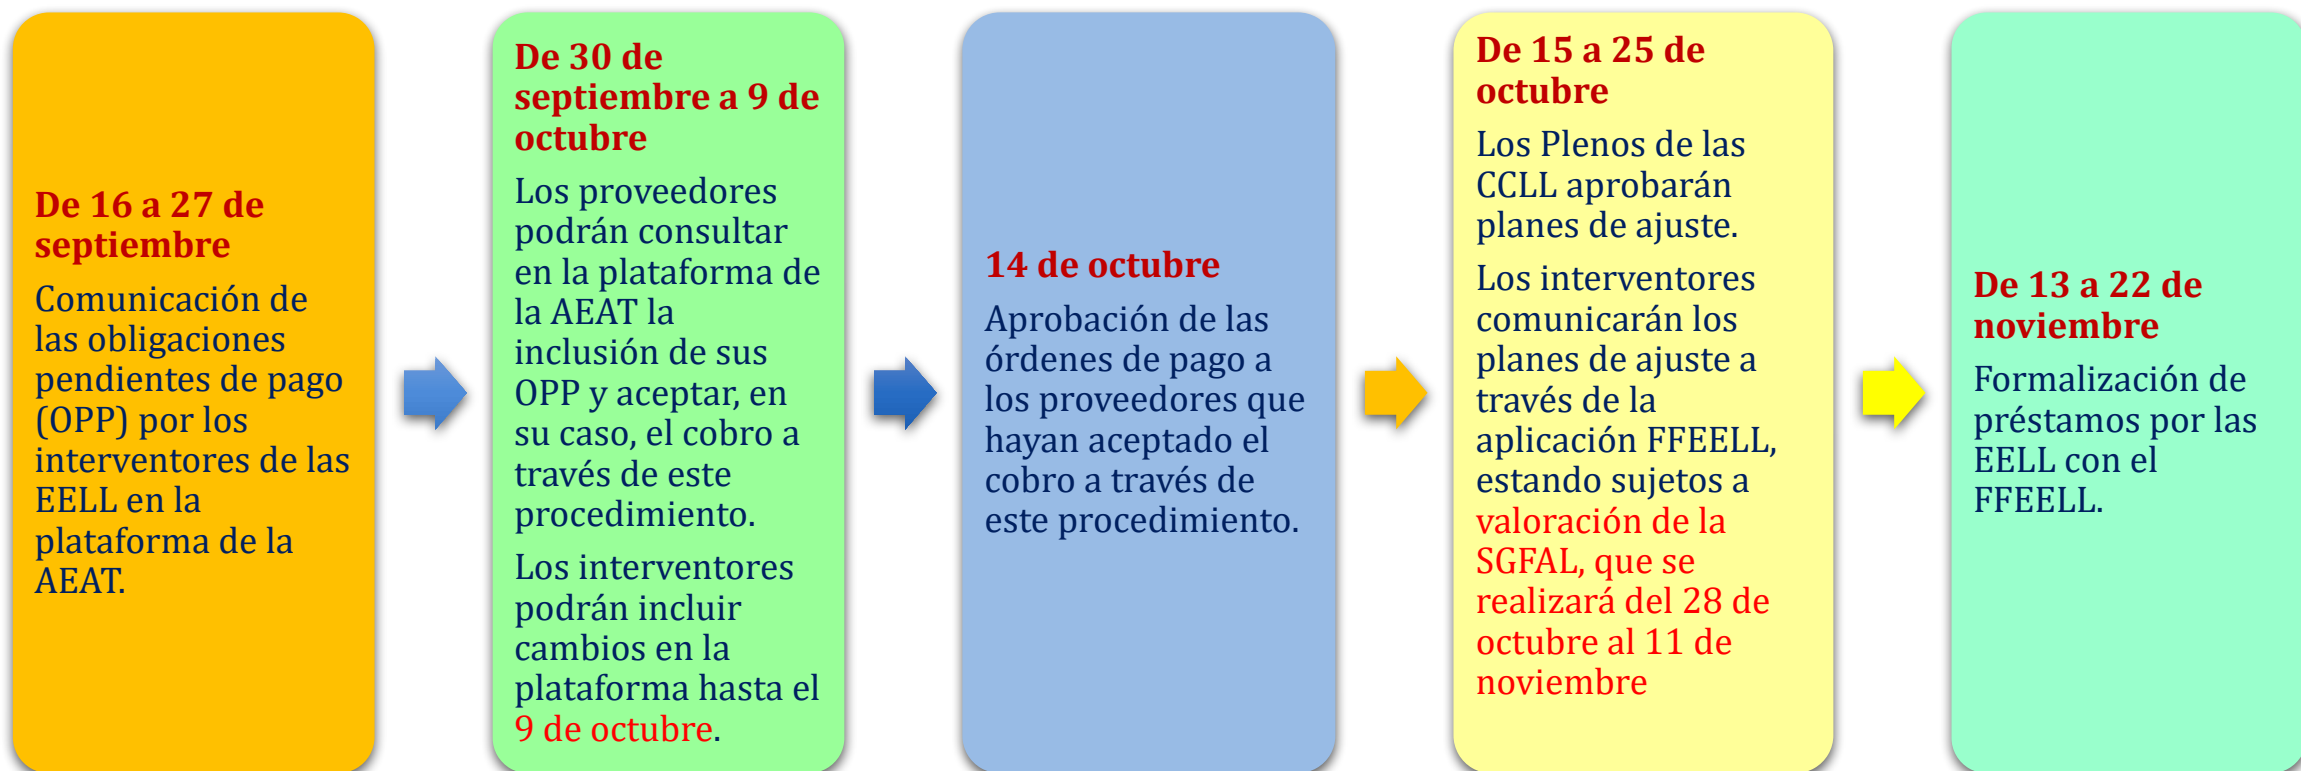 De 16 a 27 de
septiembre
Comunicación de
las obligaciones
pendientes de pago
(OPP) por los
interventores de las
EELL en la
plataforma de la
AEAT.
De 30 de
septiembre a 9 de
octubre
Los proveedores
podrán consultar
en la plataforma de
la AEAT la
inclusión de sus
OPP y aceptar, en
su caso, el cobro a
través de este
procedimiento.
Los interventores
podrán incluir
cambios en la
plataforma hasta el
9 de octubre.
14 de octubre
Aprobación de las
órdenes de pago a
los proveedores que
hayan aceptado el
cobro a través de
este procedimiento.
De 15 a 25 de
octubre
Los Plenos de las
CCLL aprobarán
planes de ajuste.
Los interventores
comunicarán los
planes de ajuste a
través de la
aplicación FFEELL,
estando sujetos a
valoración de la
SGFAL, que se
realizará del 28 de
octubre al 11 de
noviembre
De 13 a 22 de
noviembre
Formalización de
préstamos por las
EELL con el
FFEELL.